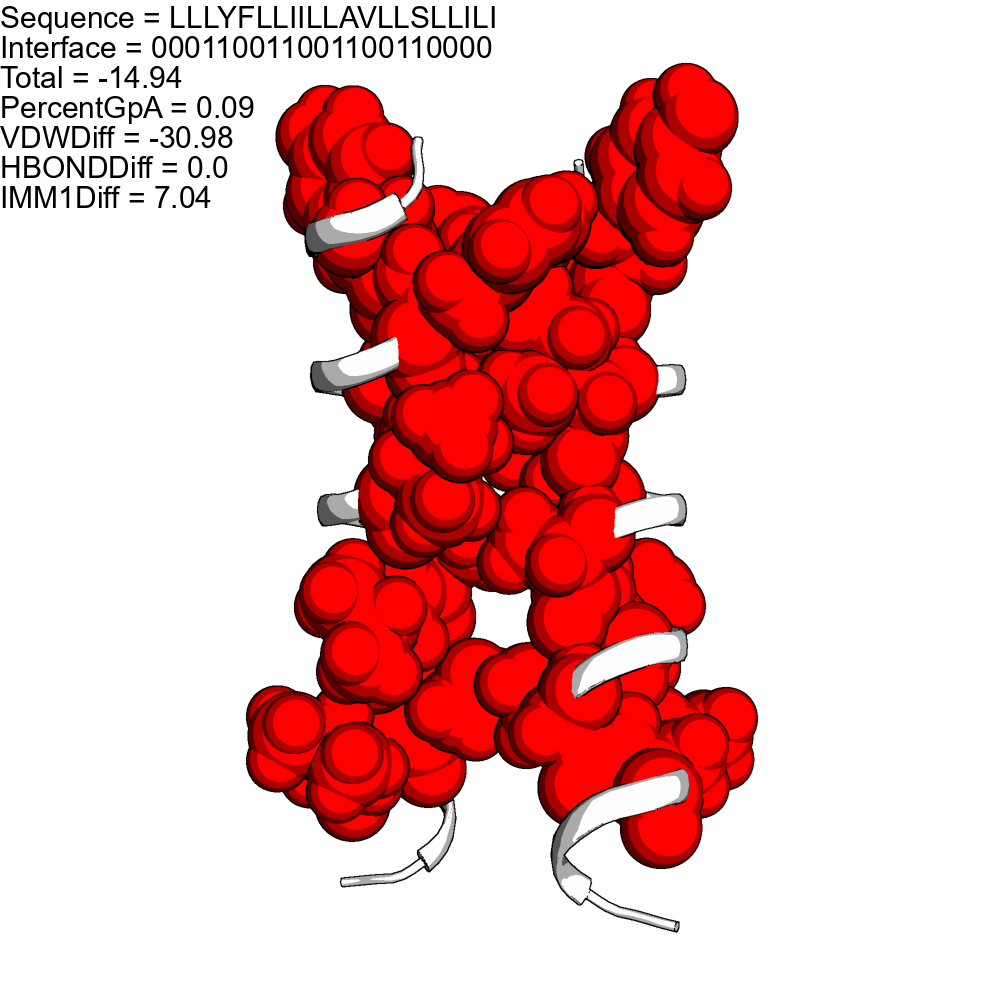 Sequence = LLLYFLLIILLAVLLSLLILI
Interface = 000110011001100110000
Total = -14.94
PercentGpA = 0.09
VDWDiff = -30.98
HBONDDiff = 0.0
IMM1Diff = 7.04